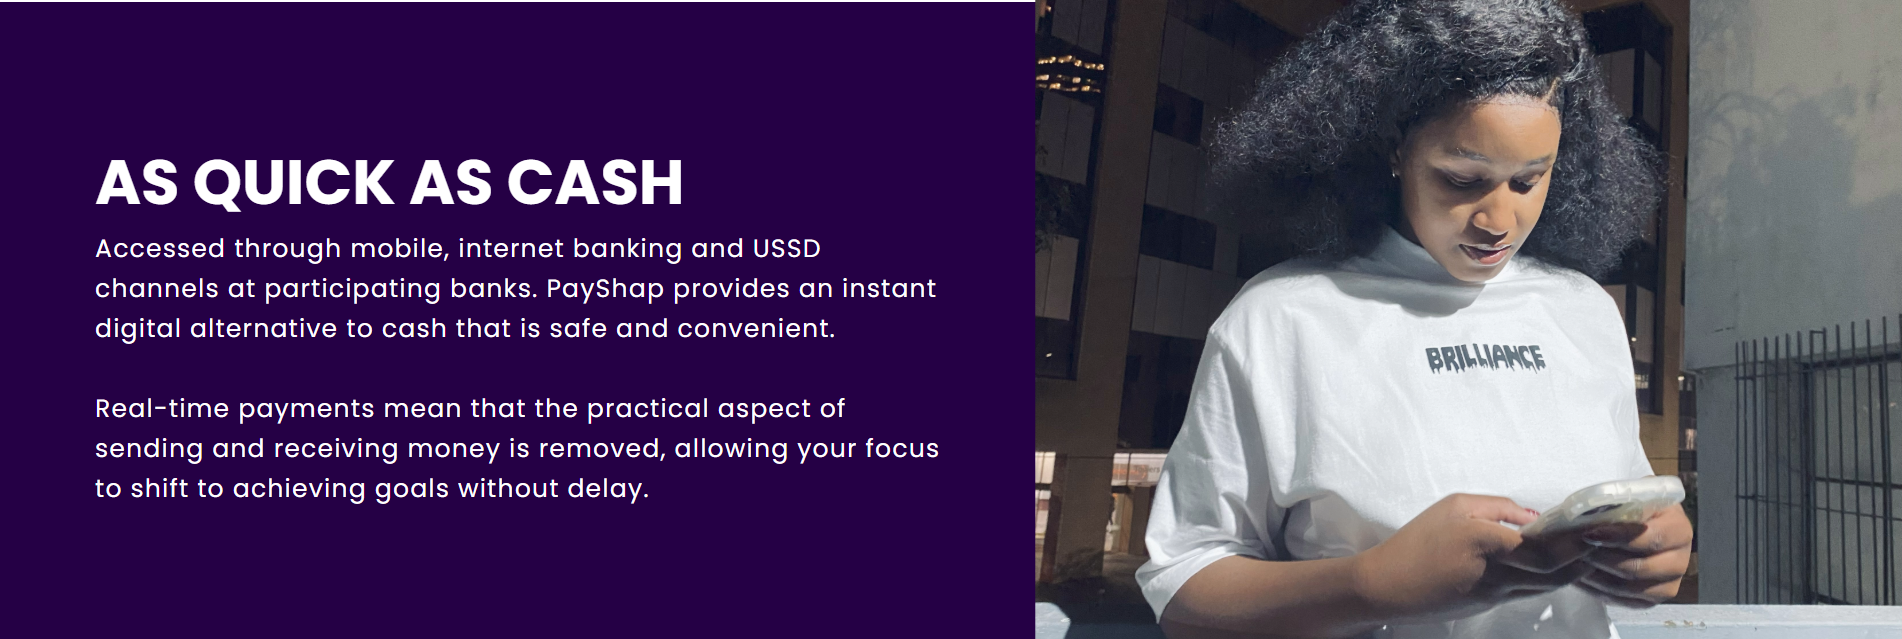 AS QUICK AS CASH
Accessed through mobile, internet banking and USSD
channels at participating banks. PayShap provides an instant
digital alternative to cash that is safe and convenient.
Real-time payments mean that the practical aspect of
sending and receiving money is removed, allowing your focus
to shift to achieving goals without delay.
BRILLIANCE